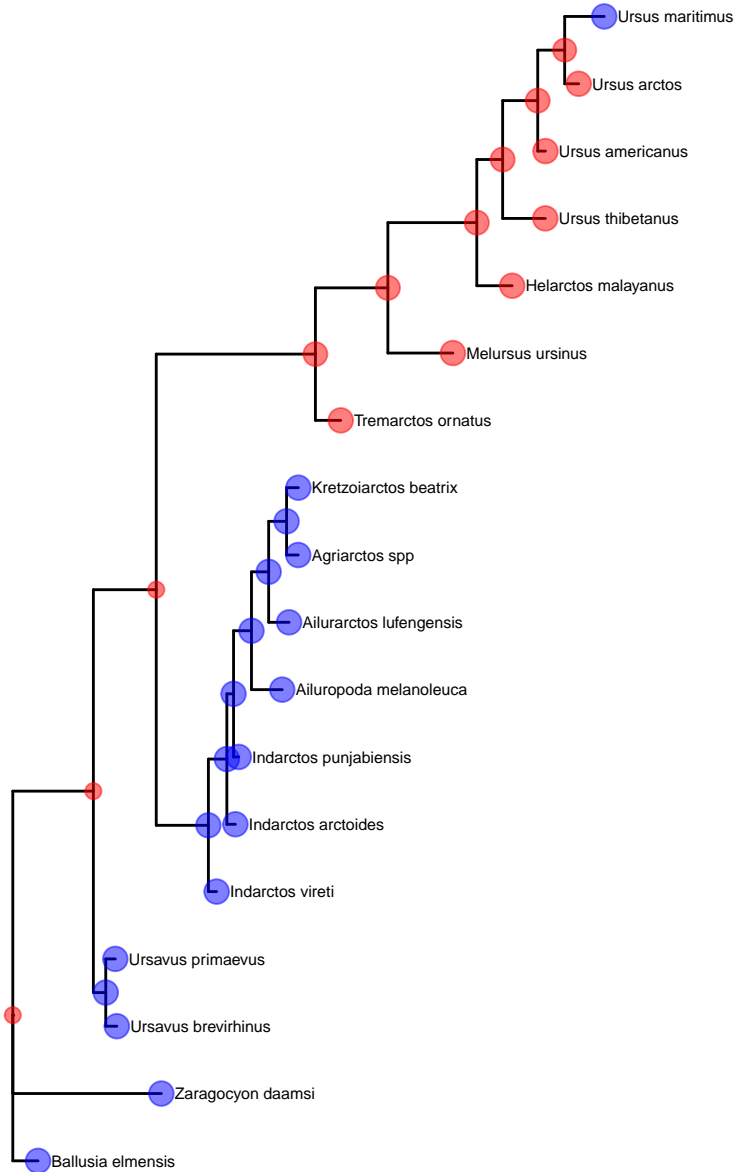 Ursus maritimus
Ursus arctos
Ursus americanus
Ursus thibetanus
Helarctos malayanus
Melursus ursinus
Tremarctos ornatus
Kretzoiarctos beatrix
Agriarctos spp
Ailurarctos lufengensis
Ailuropoda melanoleuca
Indarctos punjabiensis
Indarctos arctoides
Indarctos vireti
Ursavus primaevus
Ursavus brevirhinus
Zaragocyon daamsi
Ballusia elmensis